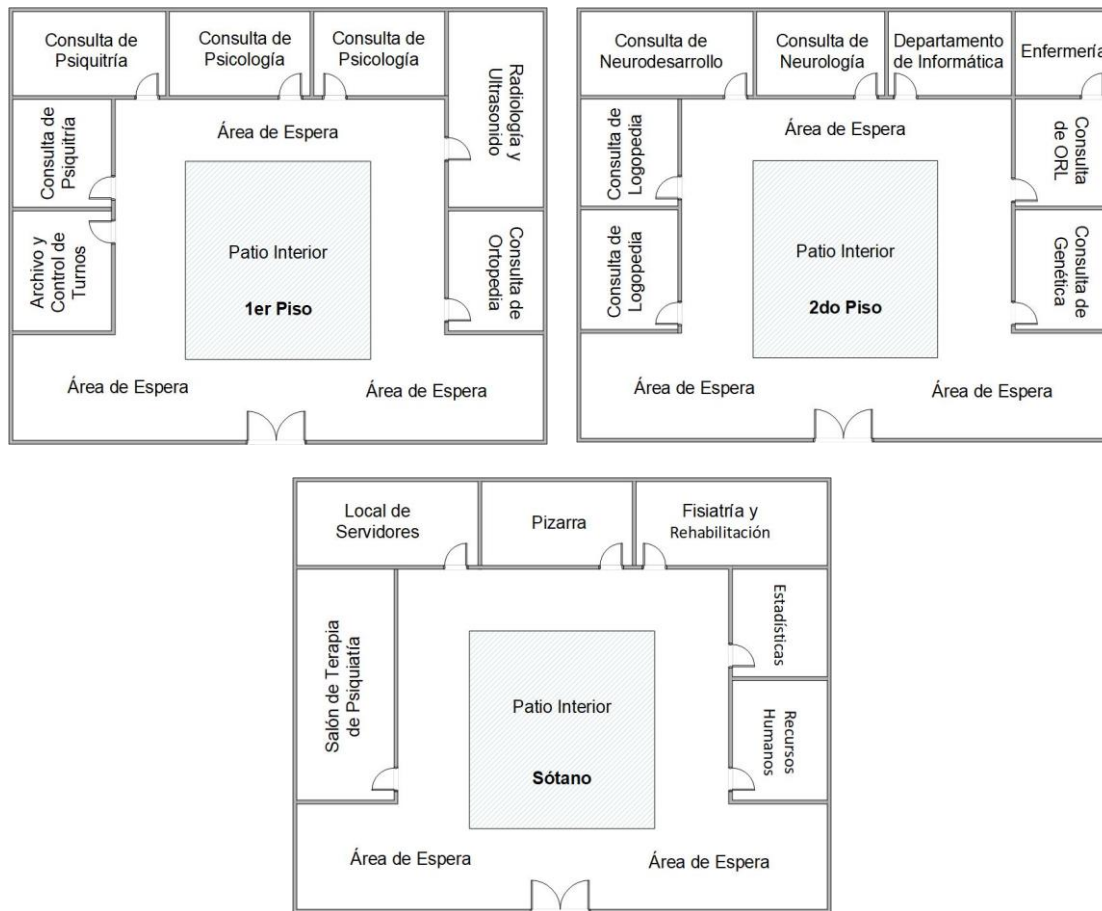 Consulta de
Psiquitría
Consulta de
Psicología
Consulta de
Psicología
Radiología y
Ultrasonido
Consulta de
Psiquitría
Área de Espera
Archivo y
Control de
Turnos
Patio Interior
1er Piso
Consulta de
Ortopedia
Área de Espera
Área de Espera
Consulta de
Neurodesarrollo
Consulta de
Neurología
Departamento
de Informática
Enfermería
Consulta de
Logopedia
Área de Espera
Consulta
de ORL
Consulta de
Logopedia
Patio Interior
2do Piso
Consulta de
Genética
Área de Espera
Área de Espera
Local de
Servidores
Pizarra
Fisiatría y
Rehabilitación
Salón de Terapia
de Psiquiatía
Estadísticas
Patio Interior
Sótano
Recursos
Humanos
Área de Espera
Área de Espera